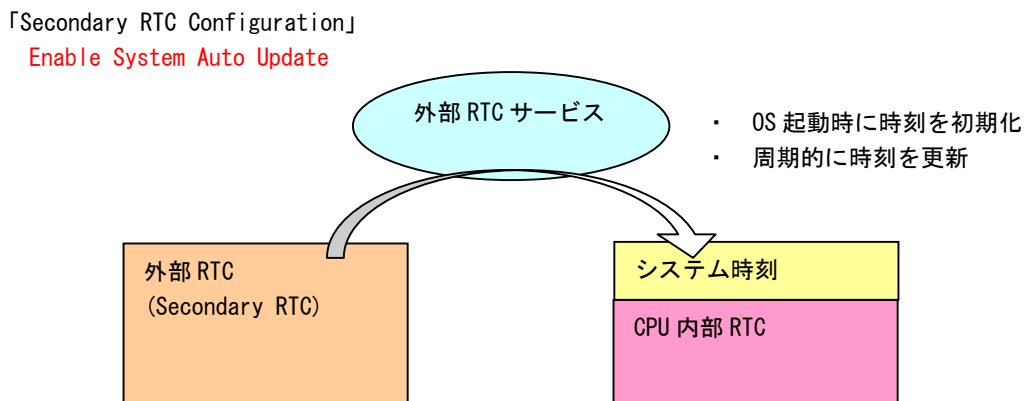 「Secondary RTC Configuration」
Enable System Auto Update
外部 RTC サービス
・ OS 起動時に時刻を初期化
・ 周期的に時刻を更新
外部 RTC
(Secondary RTC)
システム時刻
CPU 内部 RTC